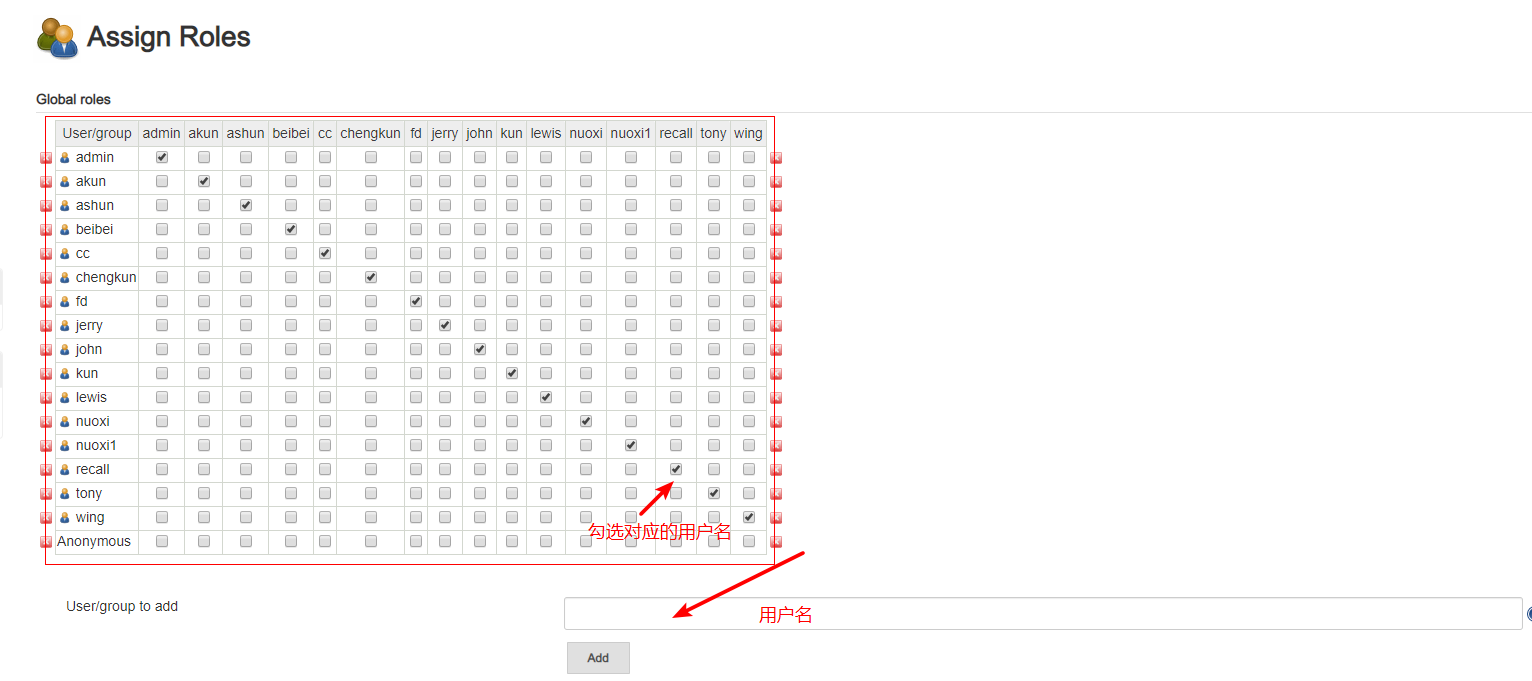 Assign Roles
Global roles
User/group admin akun ashun beibei cc chengkun fd jerry john kun lewis nuoxi nuoxi1 recall tony wing
admin
akun
ashun
beibei
cc
chengkun
fd
jerry
john
kun
lewis
nuoxi
nuoxi1
recall
tony
wing
勾选对应的用户名
Anonymous
User/group to add
用户名
Add